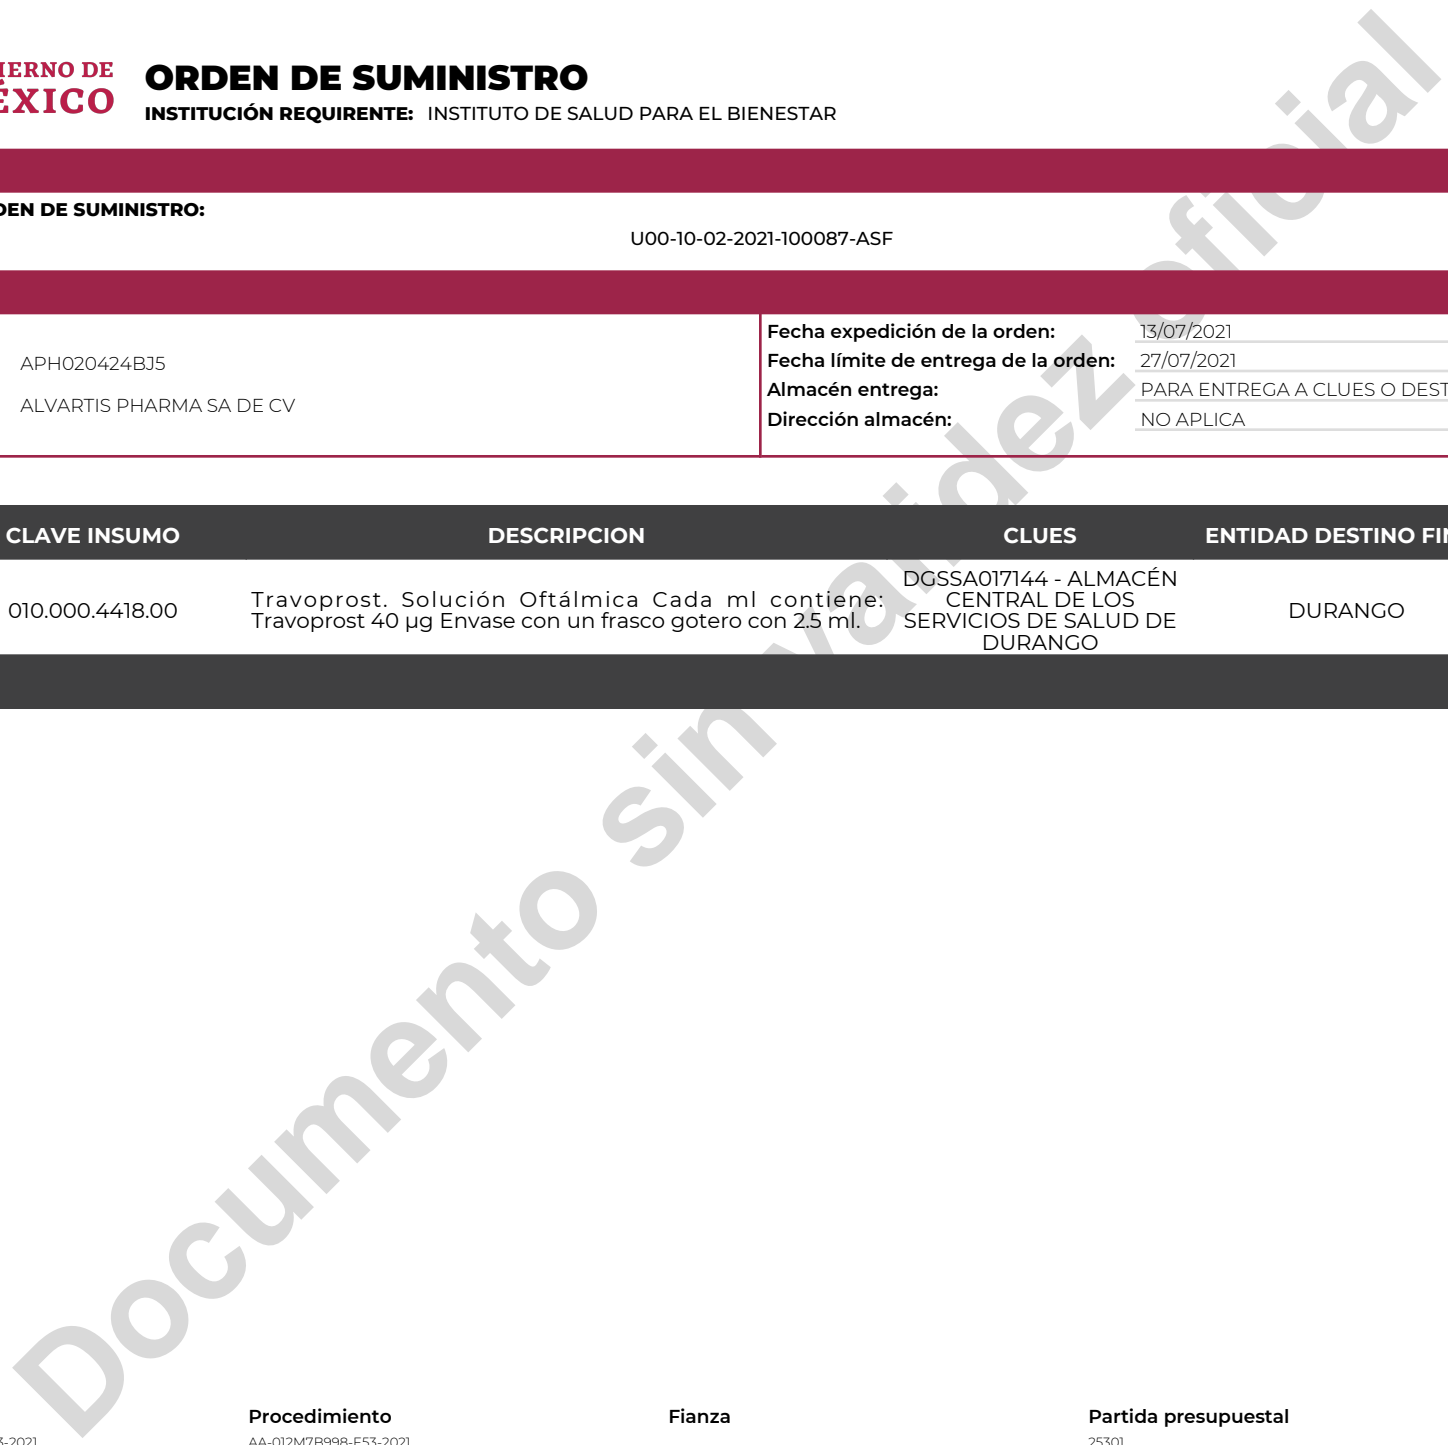 ORDEN DE SUMINISTRO
INSTITUCIÓN REQUIRENTE: INSTITUTO DE SALUD PARA EL BIENESTAR
DE
DE SUMINISTRO:
U00-10-02-2021-100087-ASF
APH020424BJ5
ALVARTIS PHARMA SA DE CV
Fecha expedición de la orden: 13/07/2021
Fecha límite de entrega de la orden: 27/07/2021
Almacén entrega: PARA ENTREGA A CLUES O
Dirección almacén: NO APLICA
CLAVE INSUMO DESCRIPCION CLUES ENTIDAD DESTINO
010.000.4418.00
Travoprost. Solución Oftálmica Cada ml contiene:
Travoprost 40 µg Envase con un frasco gotero con 2.5 ml.
DGSSA017144 - ALMACÉN
CENTRAL DE LOS
SERVICIOS DE SALUD DE
DURANGO
DURANGO
Documento sin validez oficial
Procedimiento Fianza Partida presupuestal
AA-012M7B998-E53-2021 25301